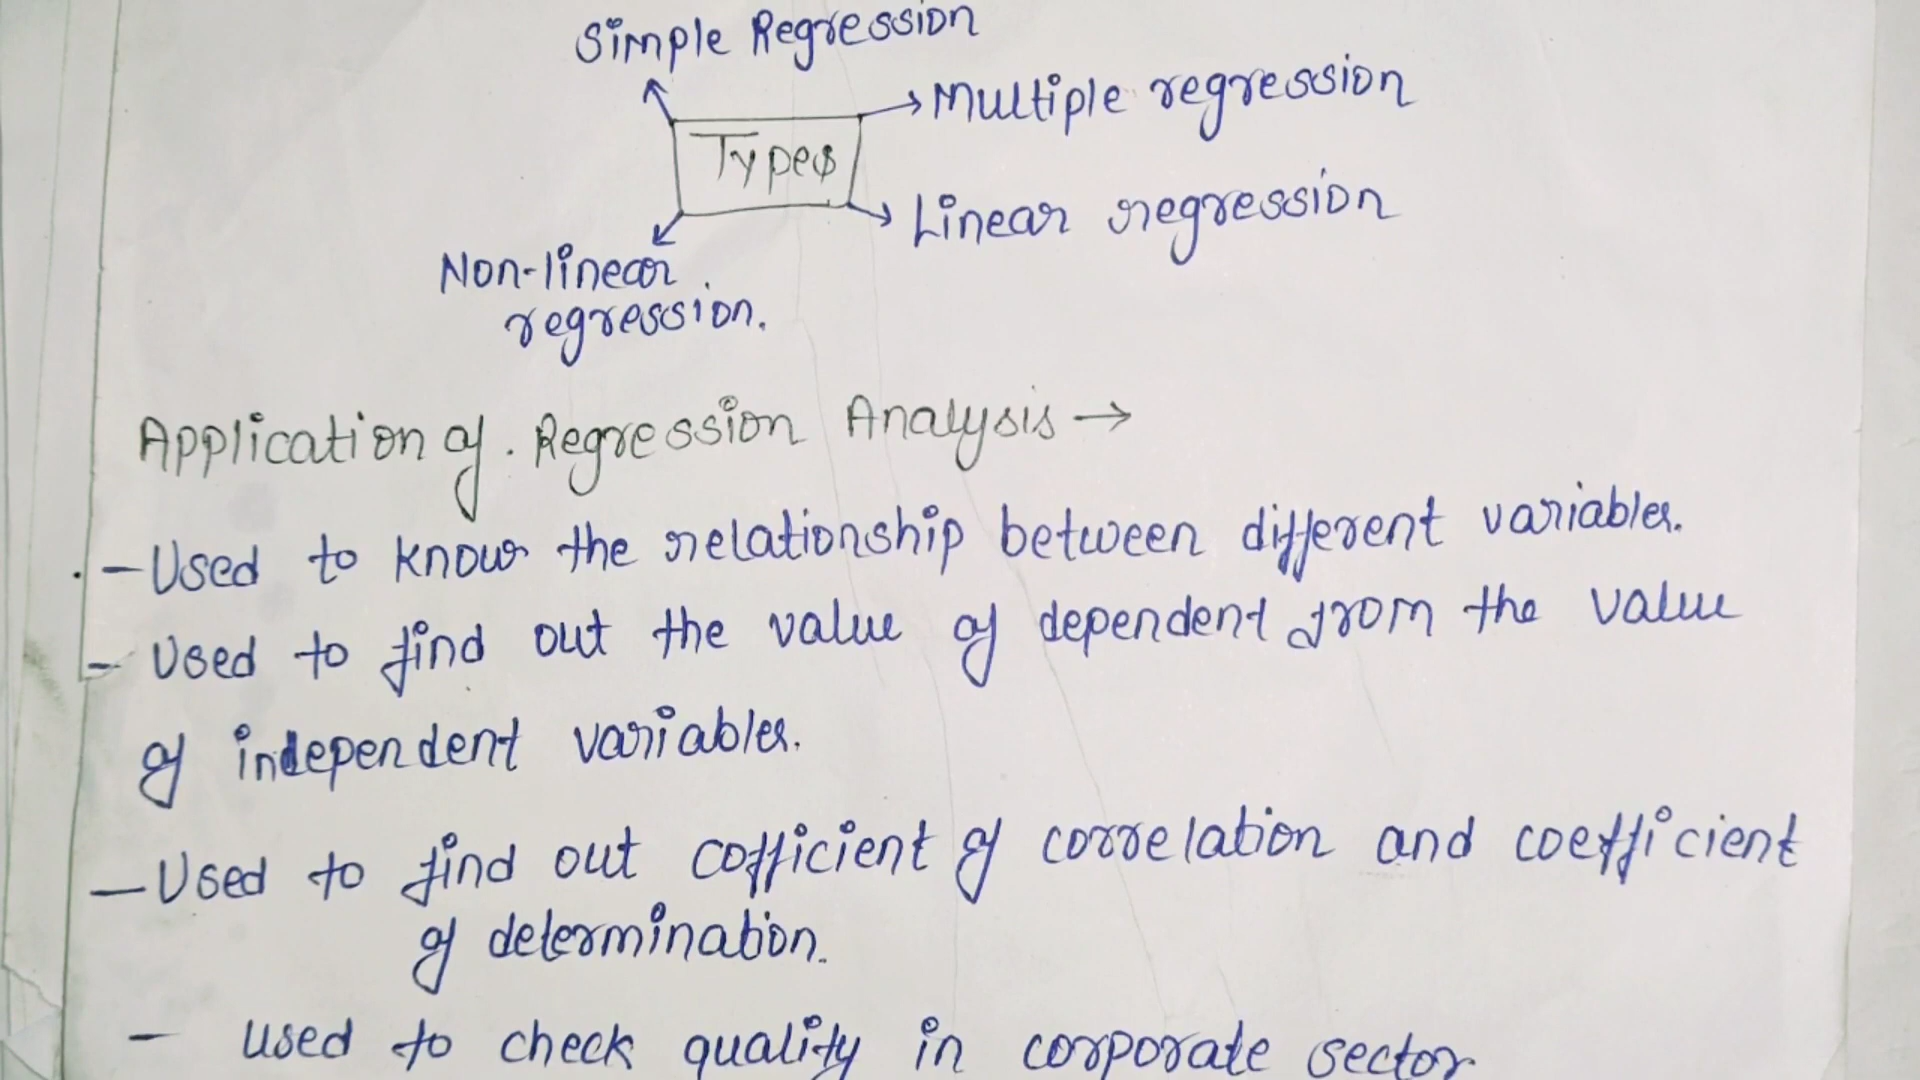 Simple Regression
Multiple regression
Types
Linear regression
Non-linear
regression.
Application of Regression Analysis →
- Used to know the relationship between different variables.
- Used to find out the value of dependent from the value
of independent variables.
- Used to find out cofficient of correlation and coefficient
of determination.
- used to check quality in corporate sector